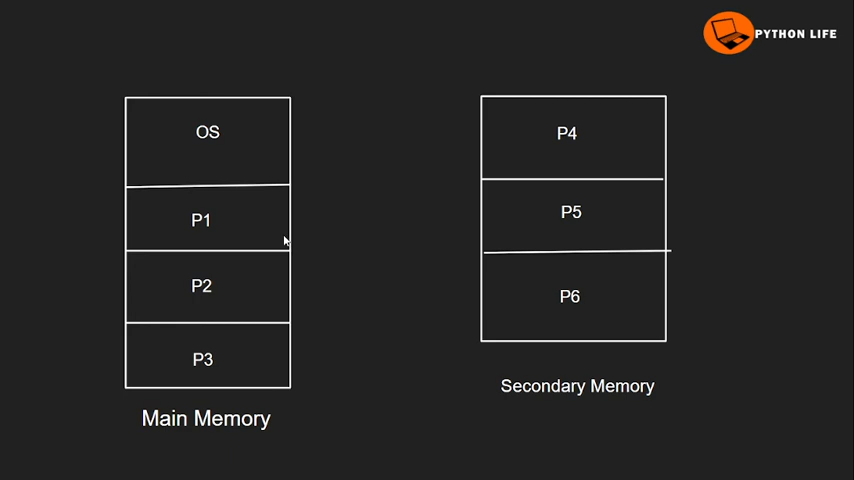 PYTHON LIFE
OS
P1
P2
P3
Main Memory
P4
P5
P6
Secondary Memory